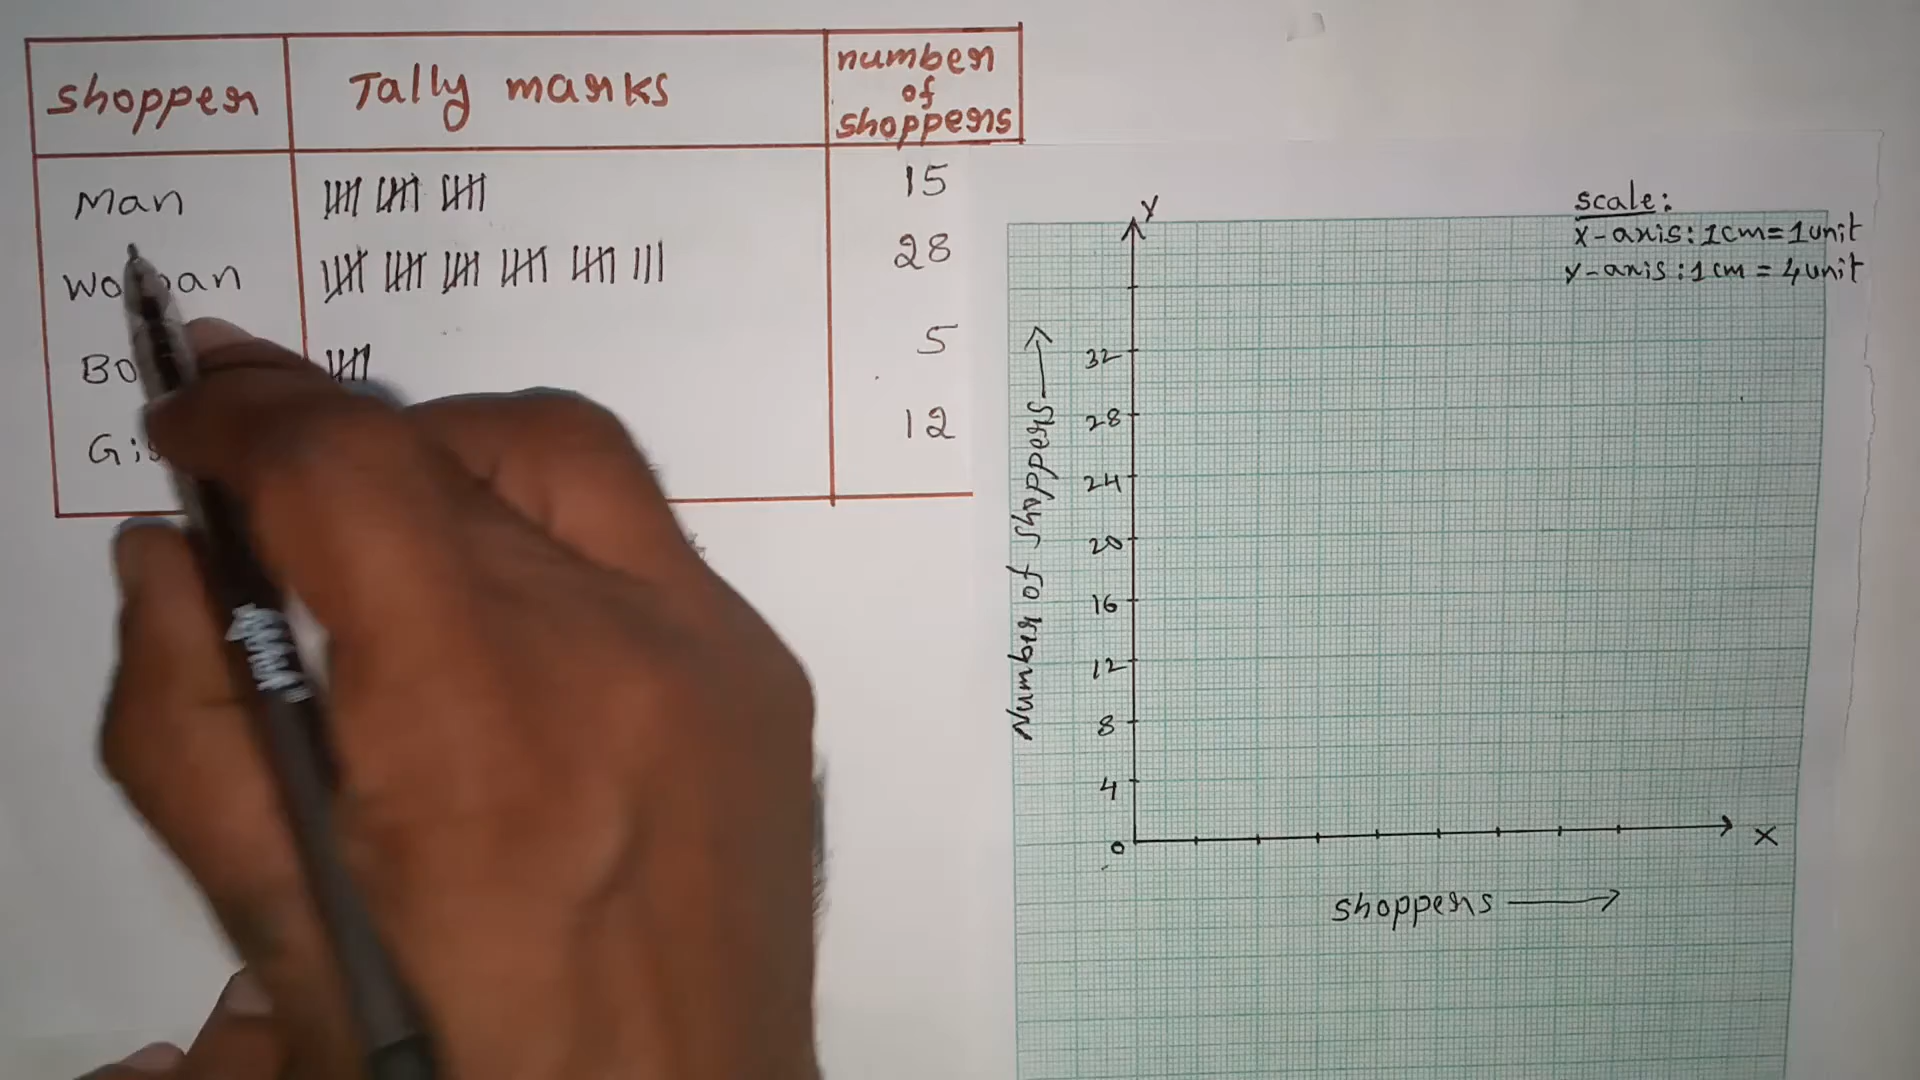 Shopper
Tally marks
number
of
shoppers
Man
15
28
5
12
Y
scale:
x-axis: 1cm=1unit
y-axis: 1cm = 4unit
Number of shoppers
32
28
24
20
16
12
8
4
0
X
shoppers